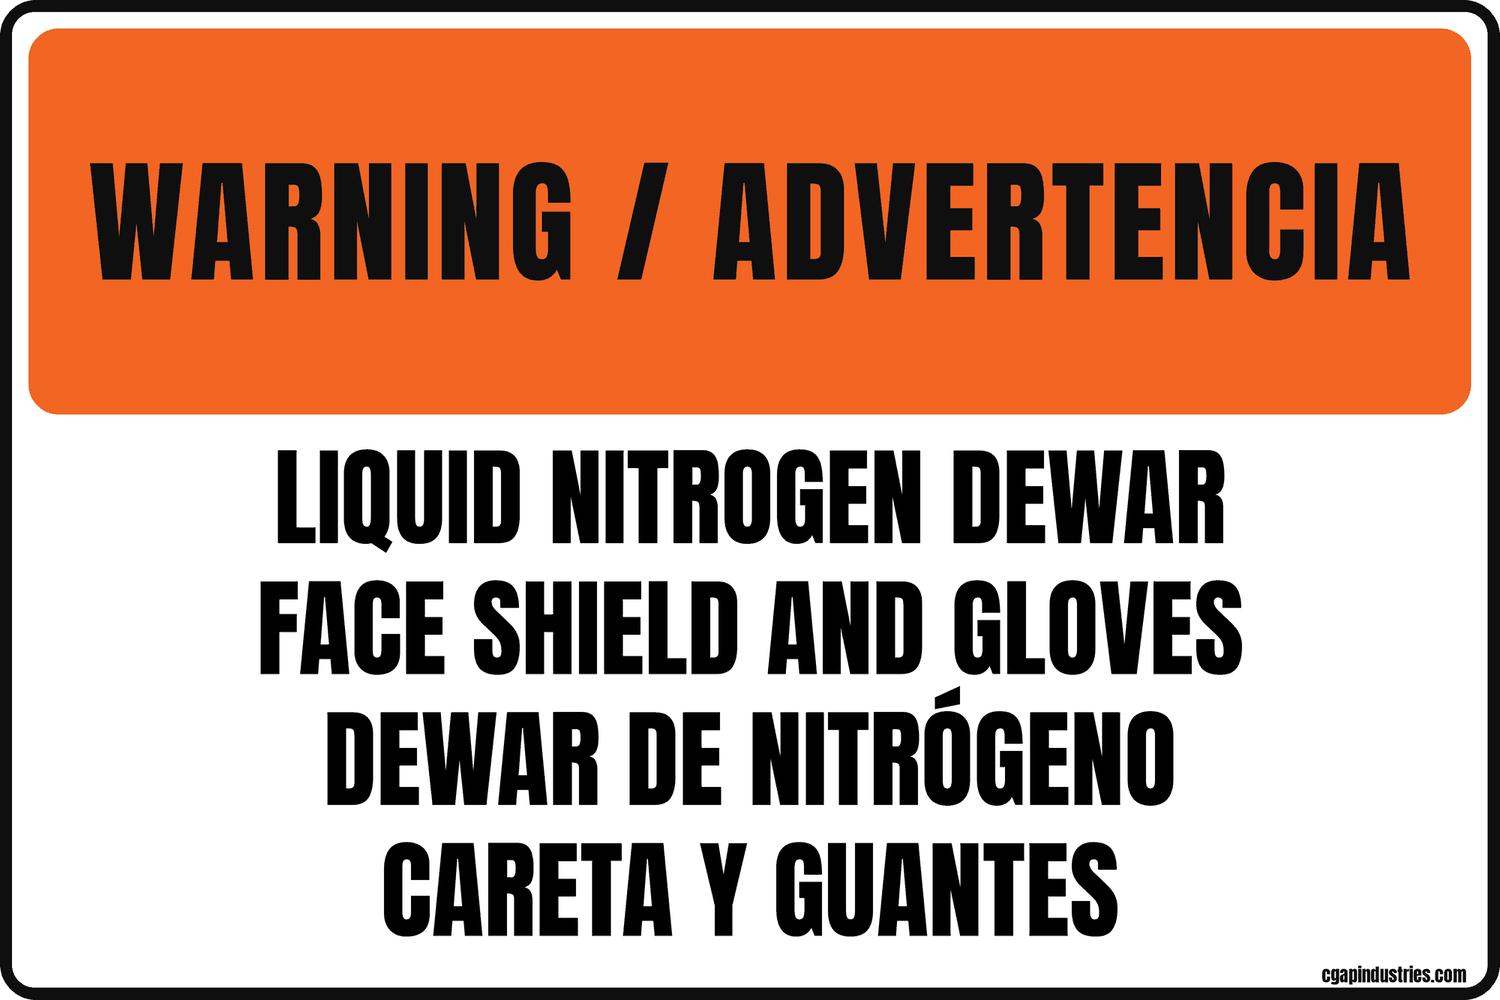 WARNING / ADVERTENCIA
LIQUID NITROGEN DEWAR
FACE SHIELD AND GLOVES
DEWAR DE NITRÓGENO
CARETA Y GUANTES
cgapindustries.com